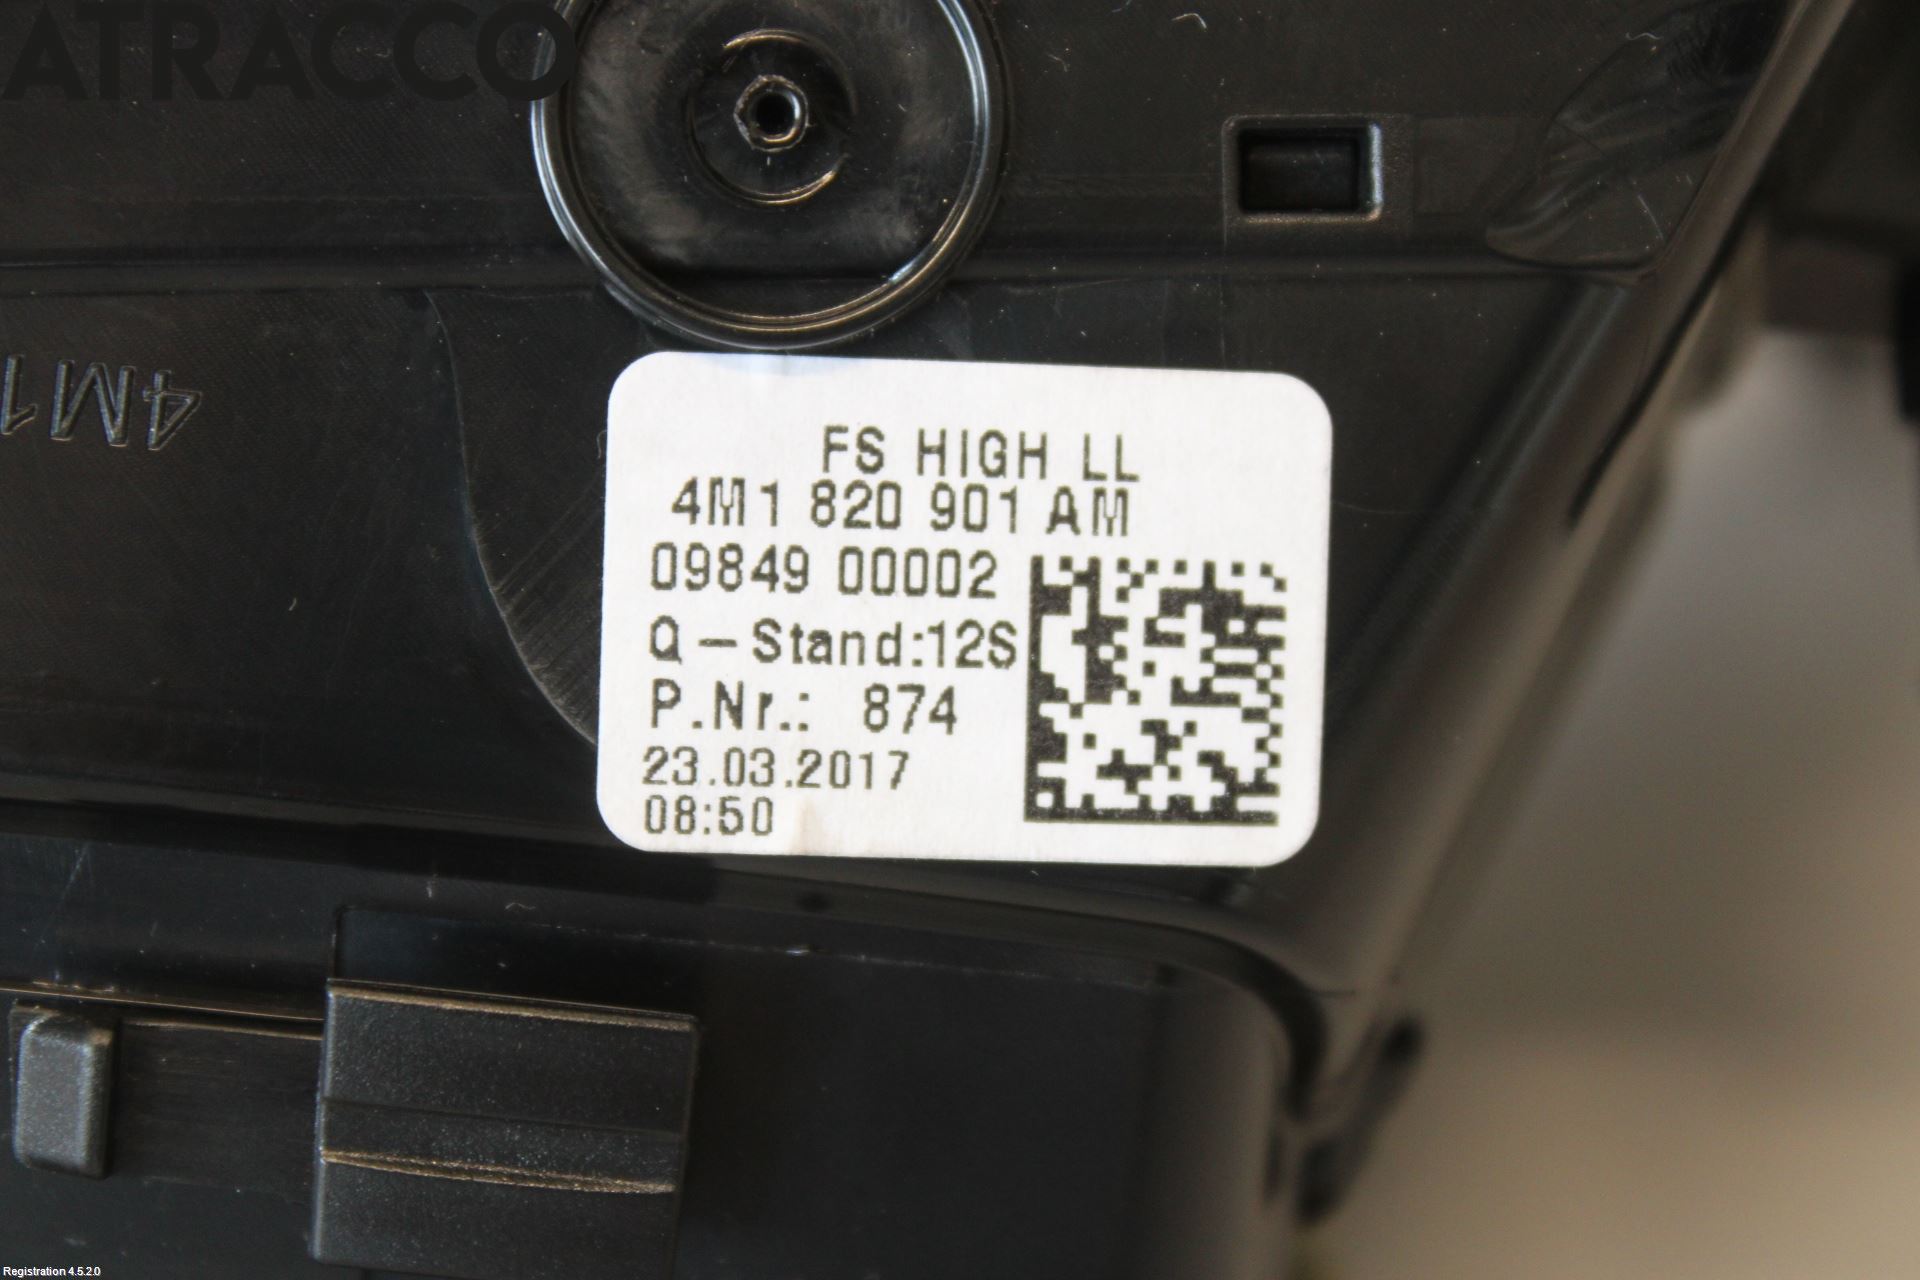 ATRACCO
4M1
FS HIGH LL
4M1 820 901 AM
09849 00002
Q-Stand:12S
P.Nr.: 874
23.03.2017
08:50
Registration 4.5.2.0